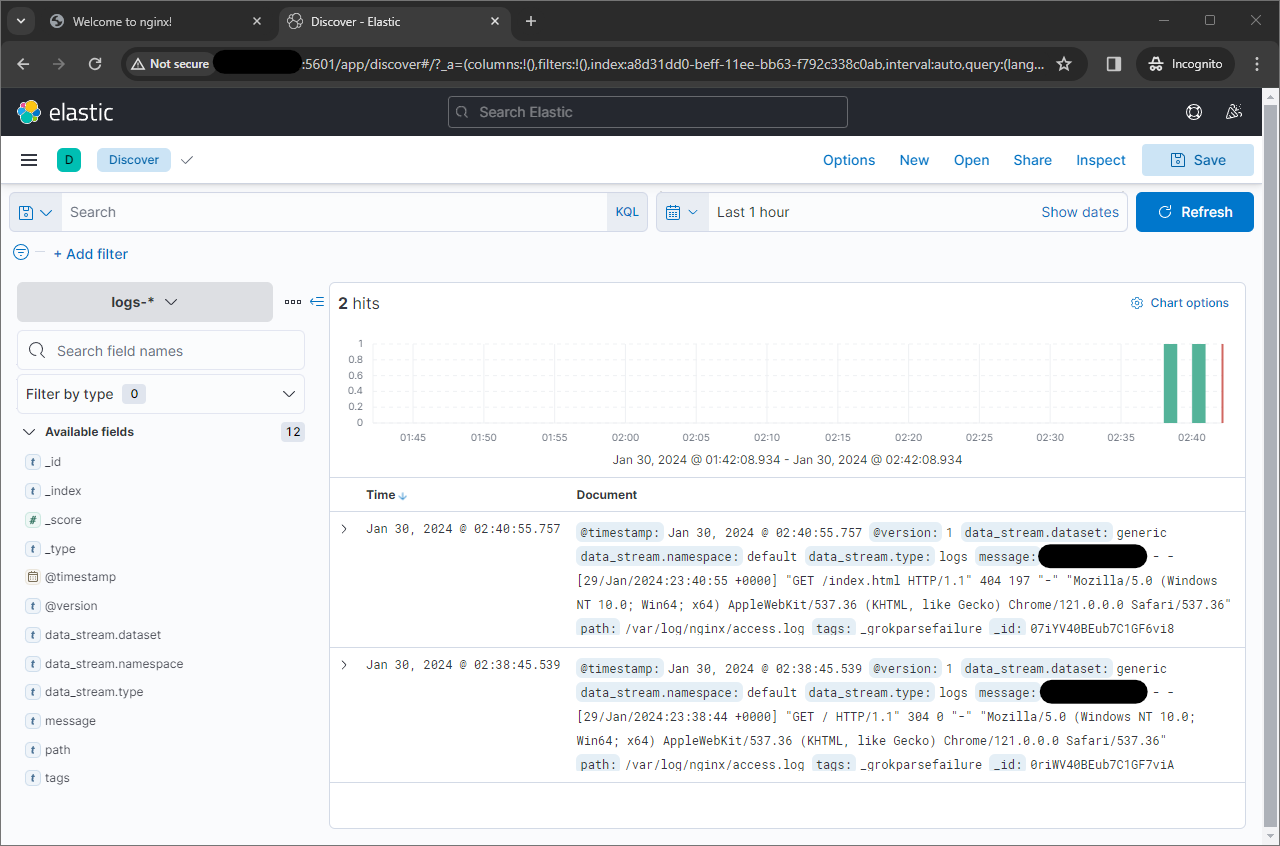 Welcome to nginx!
Discover - Elastic
Not secure :5601/app/discover#/?_a=(columns:!(),filters:!(),index:a8d31dd0-beff-11ee-bb63-f792c338c0ab,interval:auto,query:(lang...
Incognito
elastic
Search Elastic
D Discover Options New Open Share Inspect Save
Search KQL Last 1 hour Show dates Refresh
+ Add filter
logs-*
Search field names
Filter by type 0
Available fields 12
t _id
t _index
# _score
t _type
@timestamp
t @version
t data_stream.dataset
t data_stream.namespace
t data_stream.type
t message
t path
t tags
2 hits Chart options
1
0.8
0.6
0.4
0.2
0
01:45 01:50 01:55 02:00 02:05 02:10 02:15 02:20 02:25 02:30 02:35 02:40
Jan 30, 2024 @ 01:42:08.934 - Jan 30, 2024 @ 02:42:08.934
Time Document
Jan 30, 2024 @ 02:40:55.757 @timestamp: Jan 30, 2024 @ 02:40:55.757 @version: 1 data_stream.dataset: generic
data_stream.namespace: default data_stream.type: logs message: - -
[29/Jan/2024:23:40:55 +0000] "GET /index.html HTTP/1.1" 404 197 "-" "Mozilla/5.0 (Windows
NT 10.0; Win64; x64) AppleWebKit/537.36 (KHTML, like Gecko) Chrome/121.0.0.0 Safari/537.36"
path: /var/log/nginx/access.log tags: _grokparsefailure _id: 07iYV40BEub7C1GF6vi8
Jan 30, 2024 @ 02:38:45.539 @timestamp: Jan 30, 2024 @ 02:38:45.539 @version: 1 data_stream.dataset: generic
data_stream.namespace: default data_stream.type: logs message: - -
[29/Jan/2024:23:38:44 +0000] "GET / HTTP/1.1" 304 0 "-" "Mozilla/5.0 (Windows NT 10.0;
Win64; x64) AppleWebKit/537.36 (KHTML, like Gecko) Chrome/121.0.0.0 Safari/537.36"
path: /var/log/nginx/access.log tags: _grokparsefailure _id: 0riWV40BEub7C1GF7viA